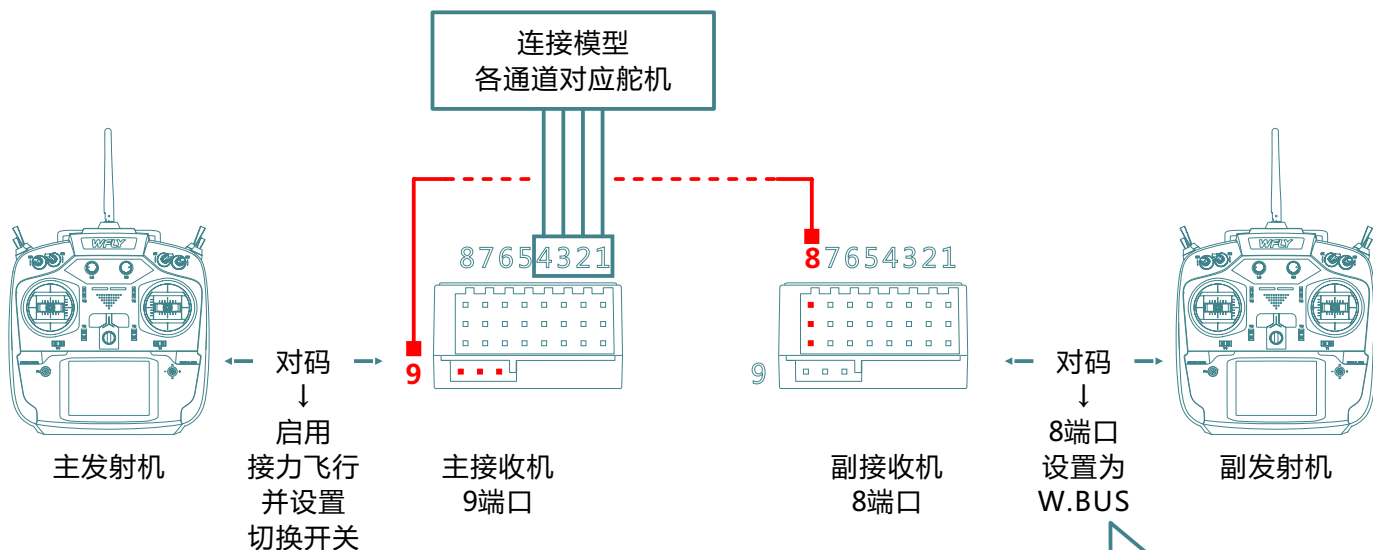 连接模型
各通道对应舵机
WFLY
WFLY
87654321
87654321
9
9
对码
↓
启用
接力飞行
并设置
切换开关
对码
↓
8端口
设置为
W.BUS
主发射机
主接收机
9端口
副接收机
8端口
副发射机